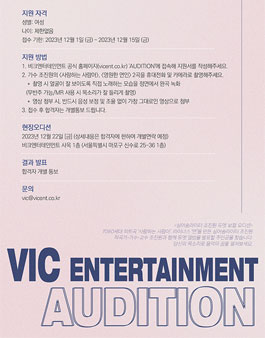 지원 자격
성별: 여성
나이: 제한없음
접수 기한: 2023년 12월 1일 (금) ~ 2023년 12월 15일 (금)
지원 방법
1. 비크엔터테인먼트 공식 홈페이지(vicent.co.kr) 'AUDITION'에 접속해 지원서를 작성해주세요.
2. 가수 조진원의 〈사랑하는 사람아〉, 〈영영한 연인〉 2곡을 휴대전화 및 카메라로 촬영해주세요.
• 촬영 시 얼굴이 잘 보이도록 직접 노래하는 모습을 정면에서 원곡 녹화
(무반주 가능/MR 사용 시 목소리가 잘 들리게 촬영)
• 영상 첨부 시, 반드시 음성 보정 및 조율 없이 가장 그대로인 영상으로 첨부
3. 접수 후 합격자는 개별통보 드립니다.
현장오디션
2023년 12월 22일 (금) (상세내용은 합격자에 한하여 개별연락 예정)
비크엔터테인먼트 사옥 1층 (서울특별시 마포구 신수로 25-36 1층)
결과 발표
합격자 개별 통보
문의
vic@vicent.co.kr
VIC ENTERTAINMENT
AUDITION